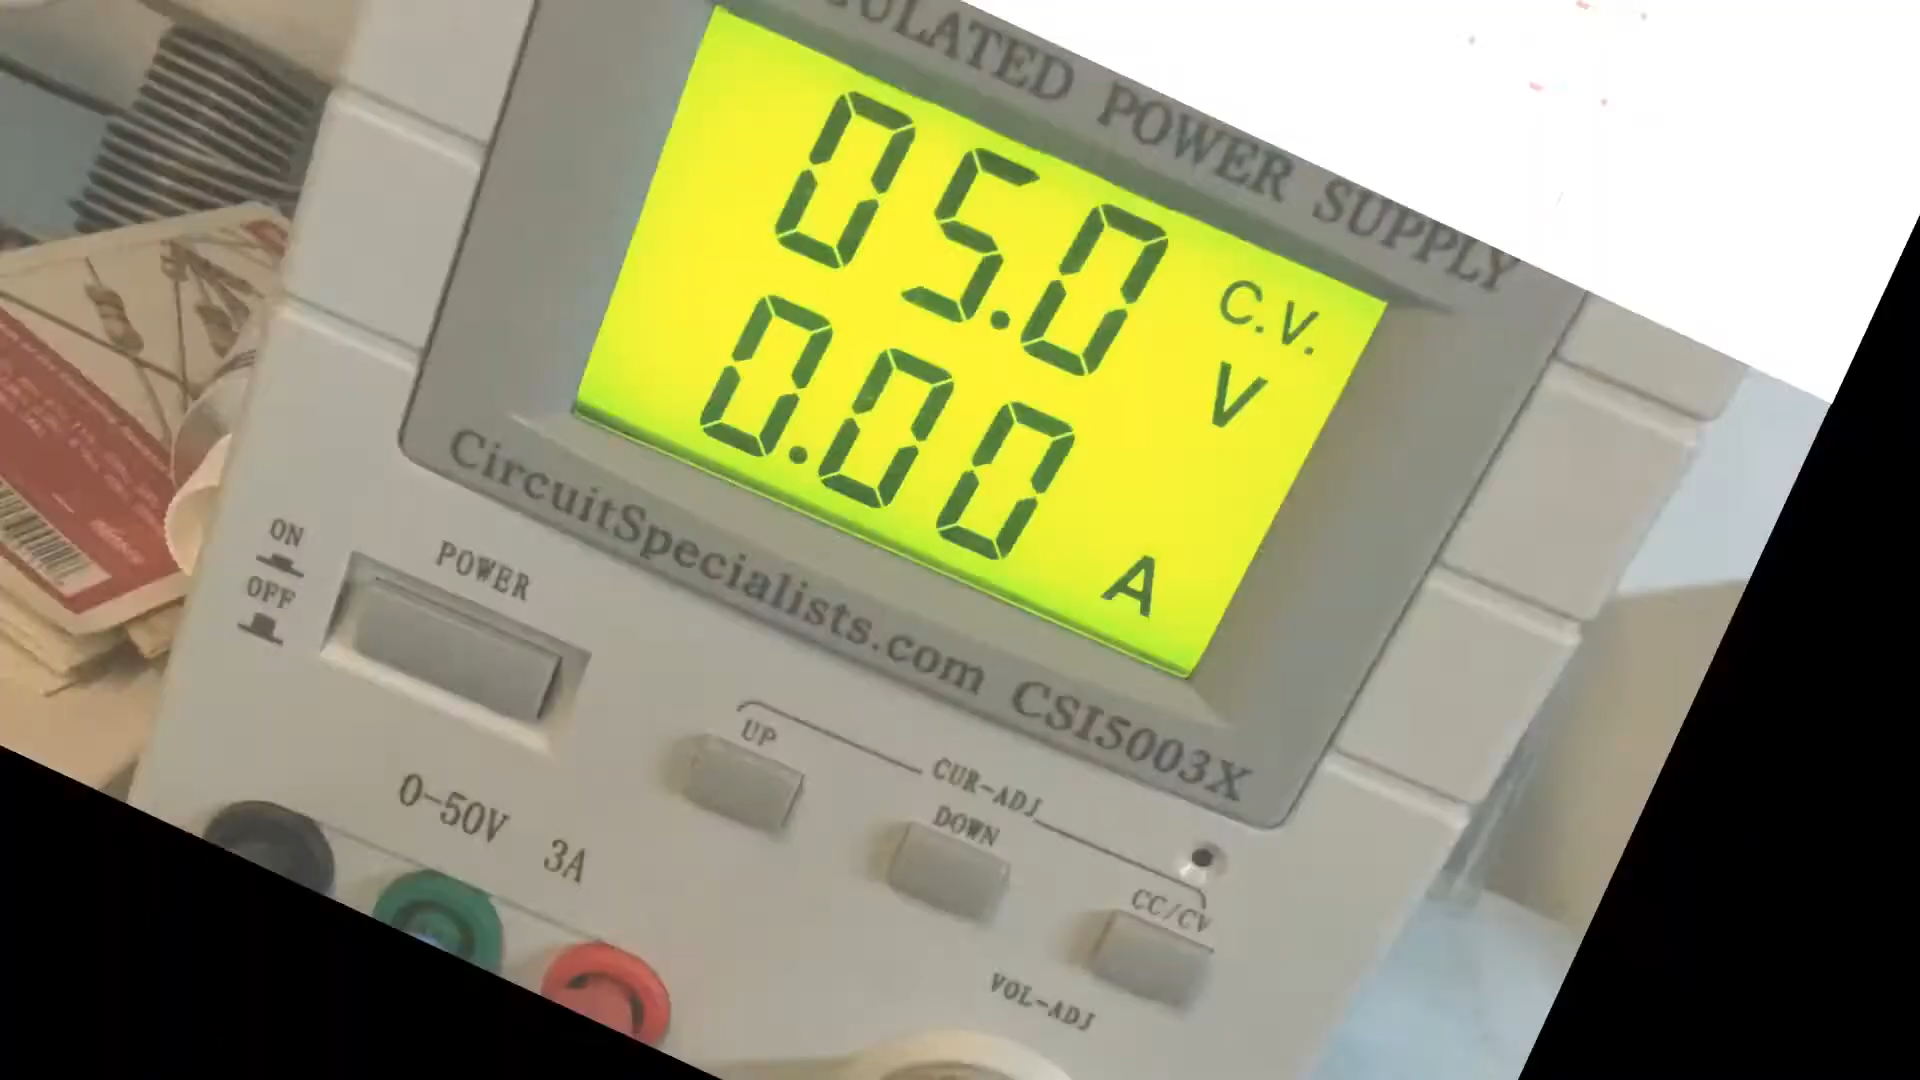 POWER SUPPLY
05.0 C.V.
V
0.00 A
CircuitSpecialists.com CSI5003X
ON
OFF
POWER
UP
CUR-ADJ
DOWN
CC/CV
VOL-ADJ
0-50V 3A